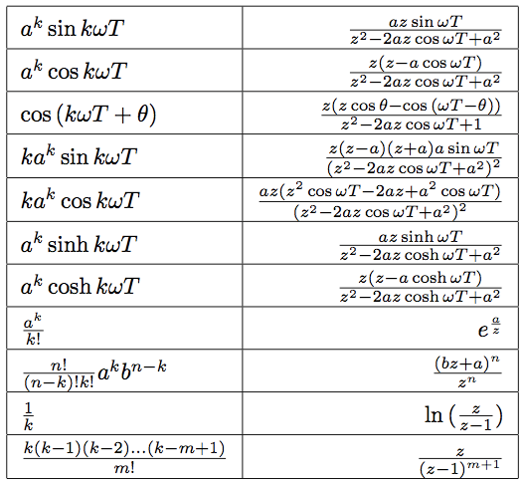 a^k sin kωT    az sin ωT / (z^2−2az cos ωT+a^2)
a^k cos kωT    z(z−a cos ωT) / (z^2−2az cos ωT+a^2)
cos (kωT + θ)    z(z cos θ−cos (ωT−θ)) / (z^2−2az cos ωT+1)
ka^k sin kωT    z(z−a)(z+a)a sin ωT / (z^2−2az cos ωT+a^2)^2
ka^k cos kωT    az(z^2 cos ωT−2az+a^2 cos ωT) / (z^2−2az cos ωT+a^2)^2
a^k sinh kωT    az sinh ωT / (z^2−2az cosh ωT+a^2)
a^k cosh kωT    z(z−a cosh ωT) / (z^2−2az cosh ωT+a^2)
a^k / k!    e^(a/z)
n! / ((n−k)!k!) a^k b^(n−k)    (bz+a)^n / z^n
1 / k    ln (z / (z−1))
k(k−1)(k−2)...(k−m+1) / m!    z / (z−1)^(m+1)